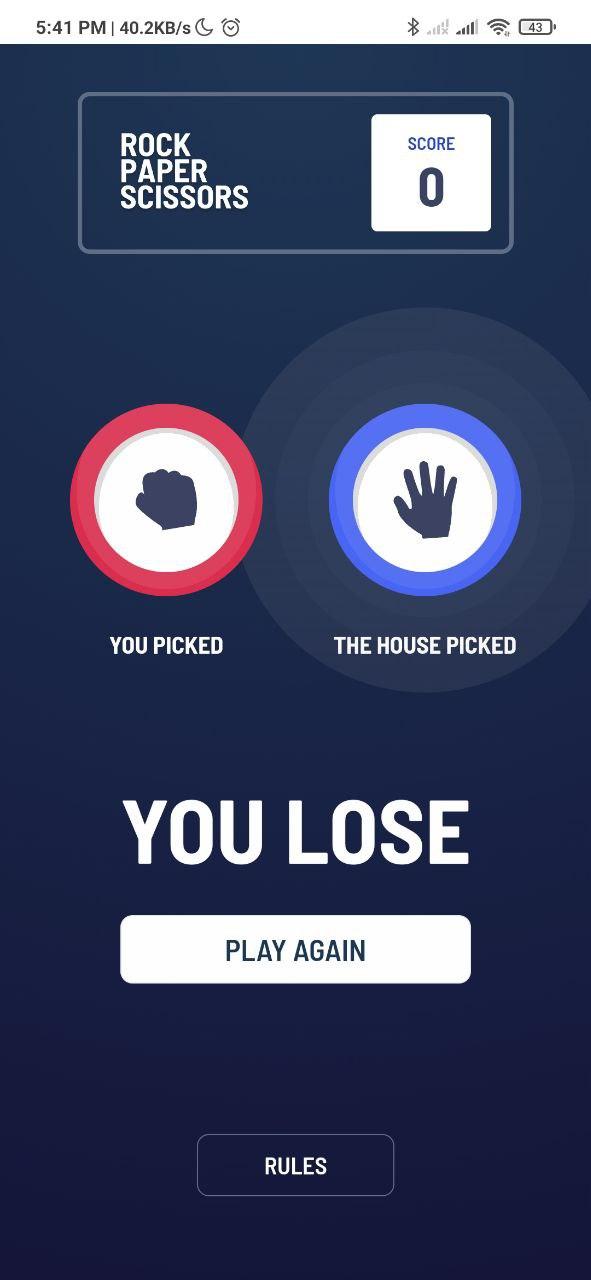 5:41 PM | 40.2KB/s 43
ROCK
PAPER
SCISSORS
SCORE
0
YOU PICKED
THE HOUSE PICKED
YOU LOSE
PLAY AGAIN
RULES